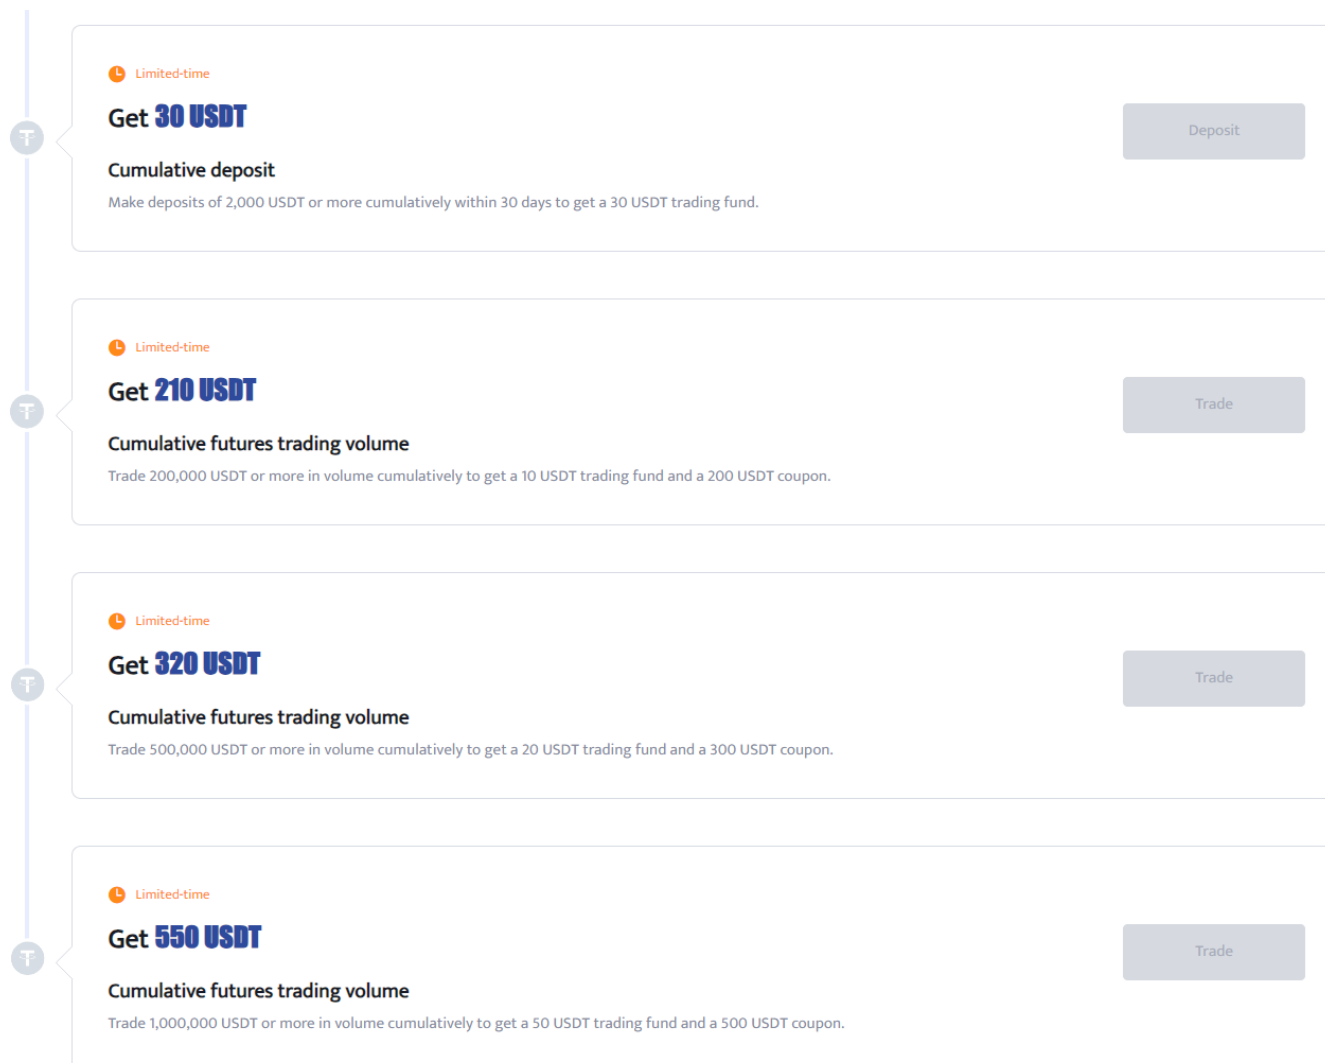 Limited-time
Get 30 USDT
Deposit
Cumulative deposit
Make deposits of 2,000 USDT or more cumulatively within 30 days to get a 30 USDT trading fund.
Limited-time
Get 210 USDT
Trade
Cumulative futures trading volume
Trade 200,000 USDT or more in volume cumulatively to get a 10 USDT trading fund and a 200 USDT coupon.
Limited-time
Get 320 USDT
Trade
Cumulative futures trading volume
Trade 500,000 USDT or more in volume cumulatively to get a 20 USDT trading fund and a 300 USDT coupon.
Limited-time
Get 550 USDT
Trade
Cumulative futures trading volume
Trade 1,000,000 USDT or more in volume cumulatively to get a 50 USDT trading fund and a 500 USDT coupon.